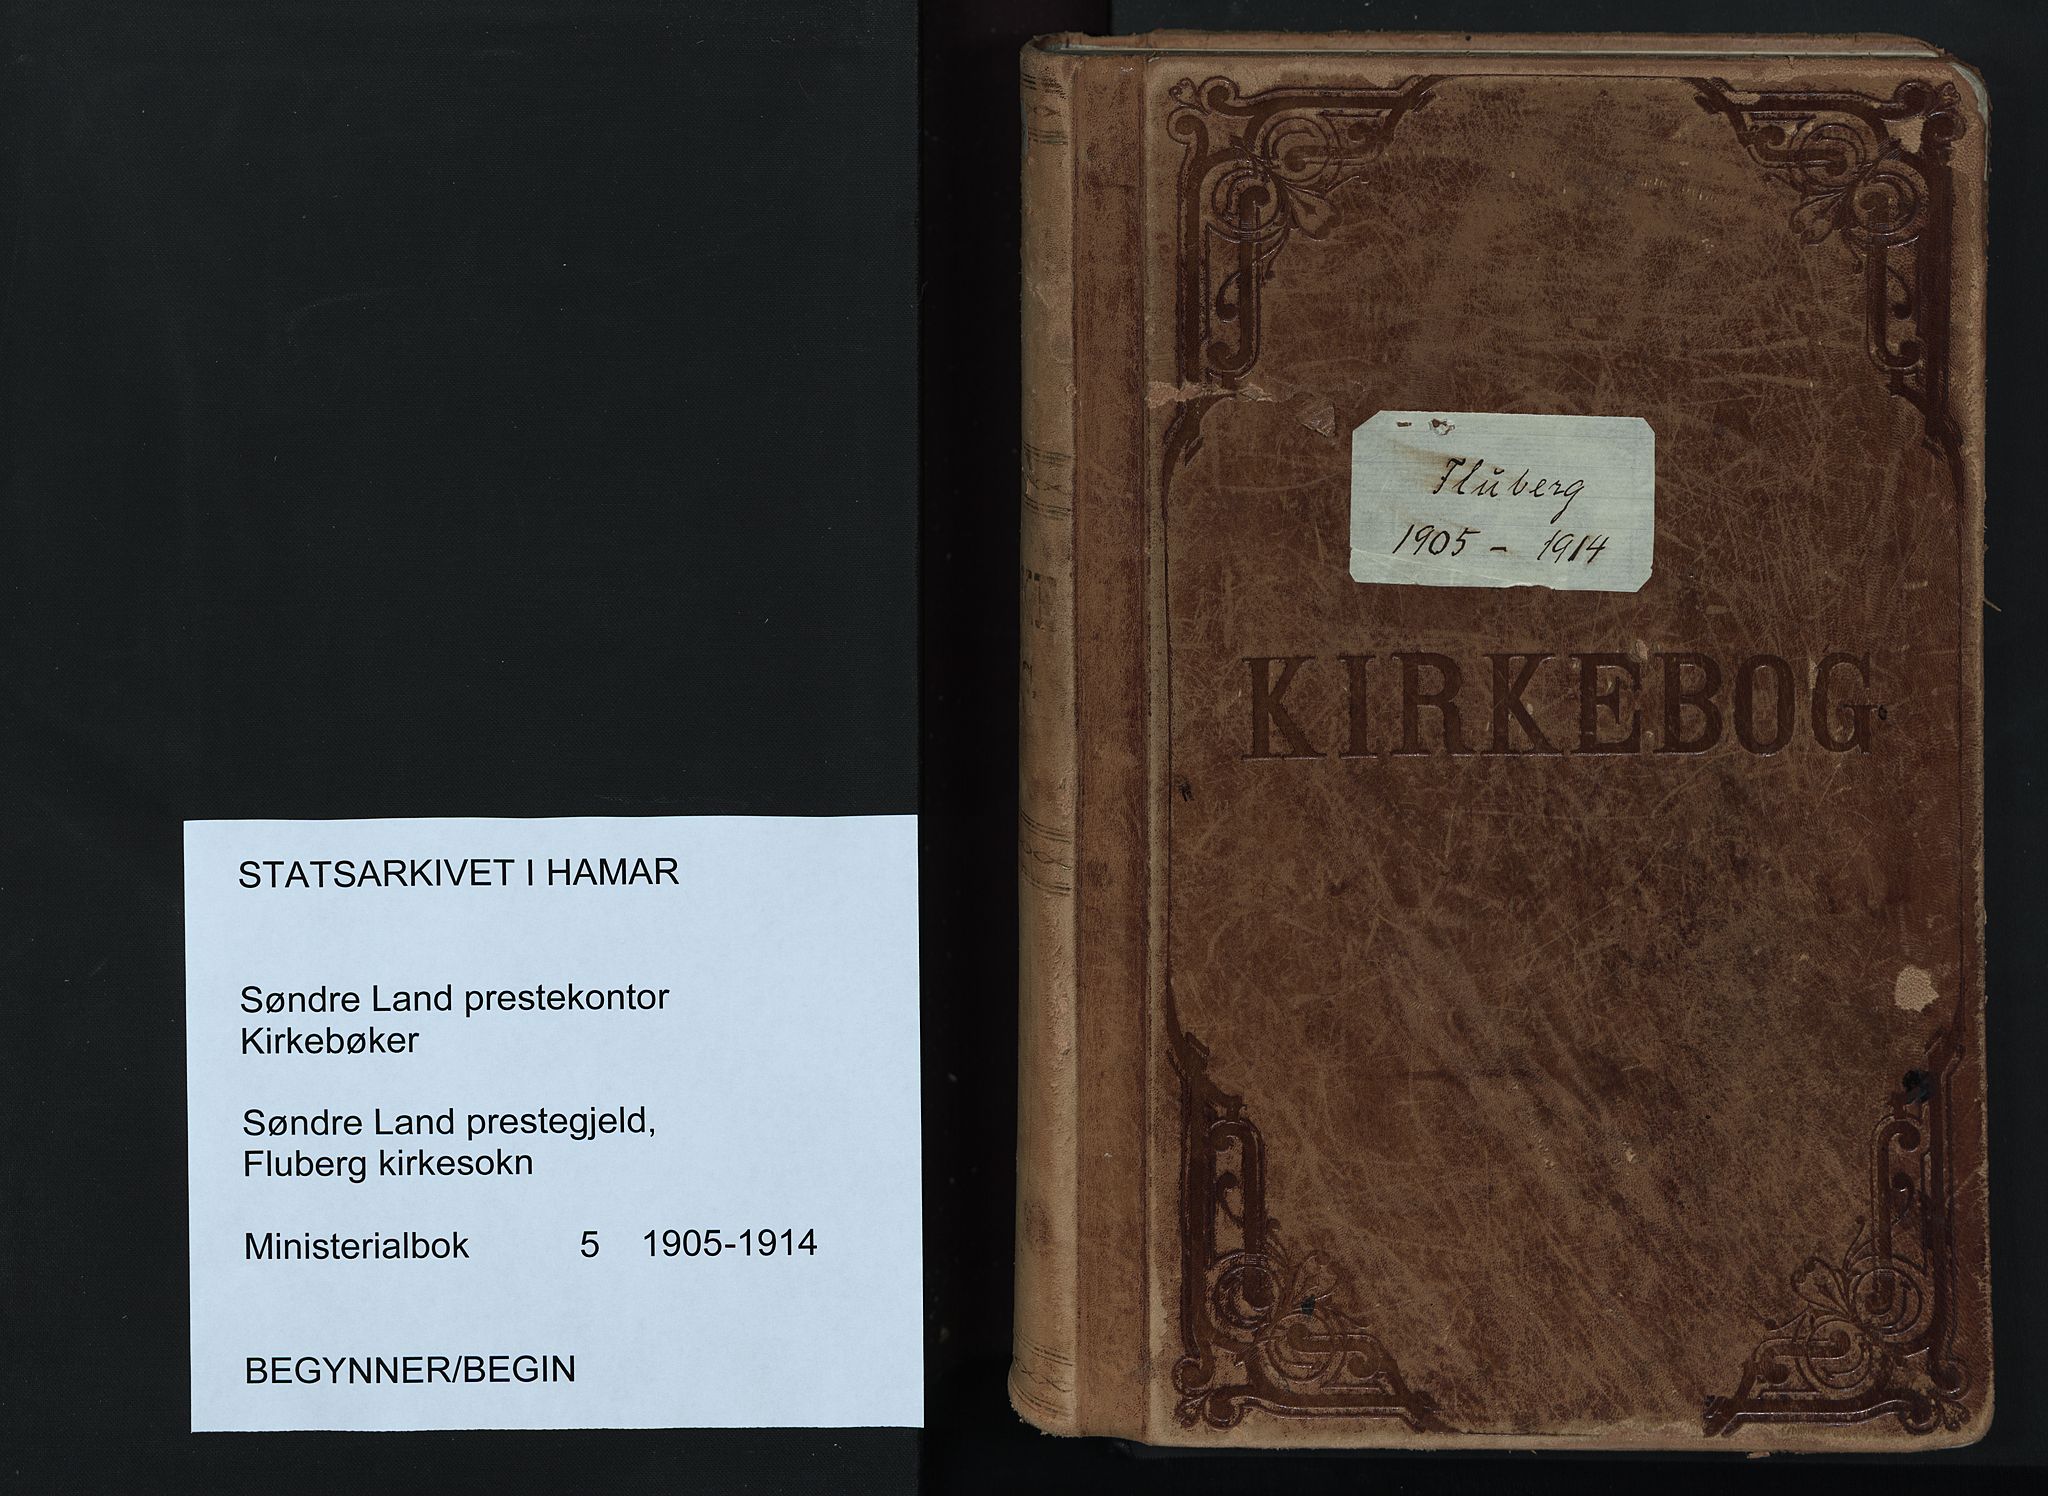 STATSARKIVET I HAMAR
Søndre Land prestekontor
Kirkebøker
Søndre Land prestegjeld,
Fluberg kirkesokn
Ministerialbok 5 1905-1914
BEGYNNER/BEGIN
Flŭberg
1905 - 1914
KIRKEBOG